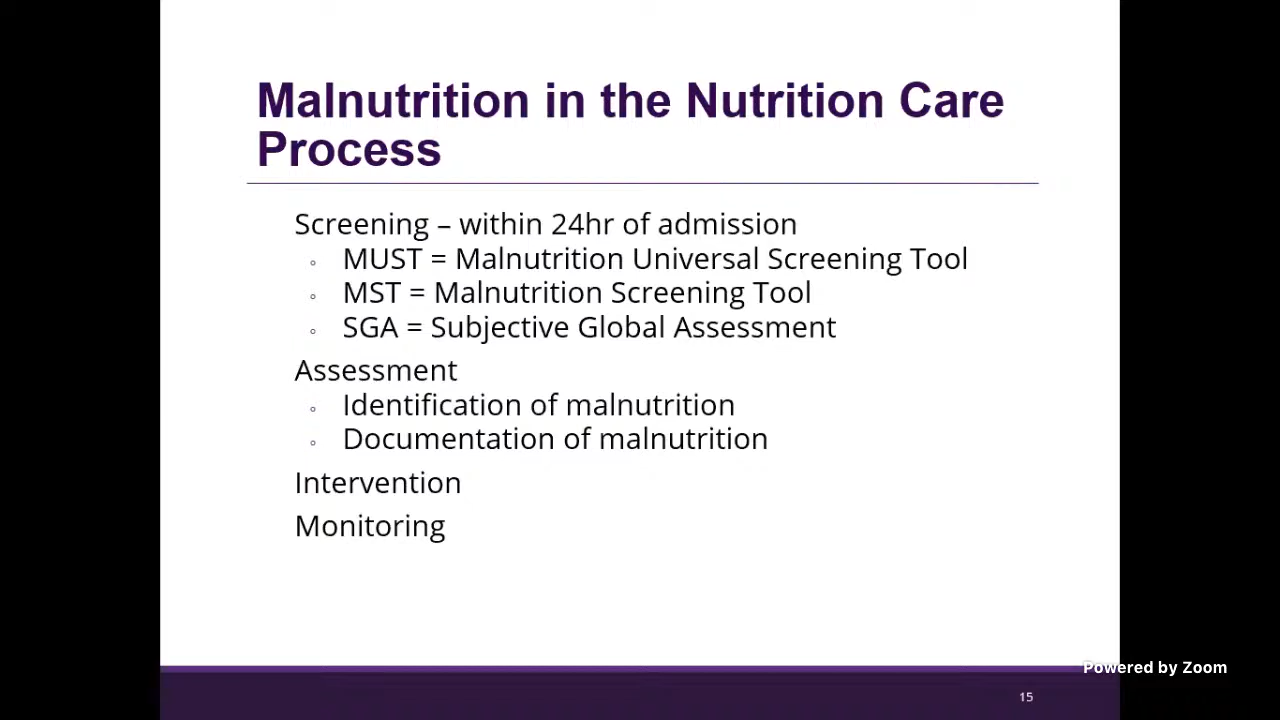 Malnutrition in the Nutrition Care
Process
Screening – within 24hr of admission
◦ MUST = Malnutrition Universal Screening Tool
◦ MST = Malnutrition Screening Tool
◦ SGA = Subjective Global Assessment
Assessment
◦ Identification of malnutrition
◦ Documentation of malnutrition
Intervention
Monitoring
Powered by Zoom
15